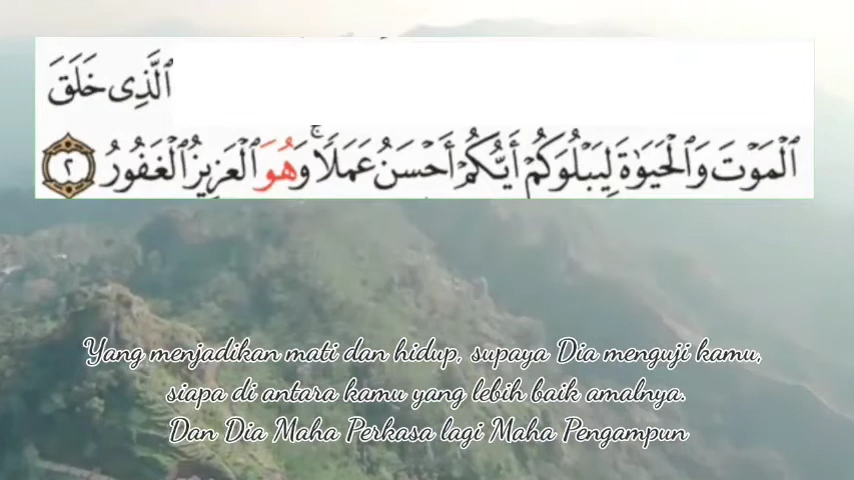 ٱلَّذِى خَلَقَ
ٱلْمَوْتَ وَٱلْحَيَوٰةَ لِيَبْلُوَكُمْ أَيُّكُمْ أَحْسَنُ عَمَلًاۚ وَهُوَ ٱلْعَزِيزُ ٱلْغَفُورُ ٢
Yang menjadikan mati dan hidup, supaya Dia menguji kamu,
siapa di antara kamu yang lebih baik amalnya.
Dan Dia Maha Perkasa lagi Maha Pengampun